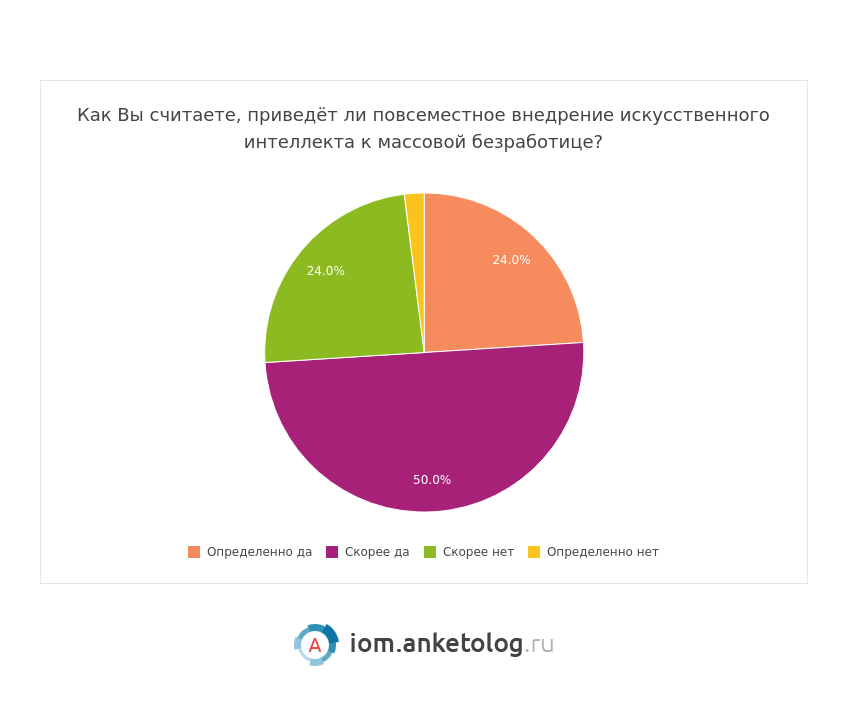 Как Вы считаете, приведёт ли повсеместное внедрение искусственного
интеллекта к массовой безработице?
24.0%
24.0%
50.0%
Определенно да Скорее да Скорее нет Определенно нет
A iom.anketolog.ru